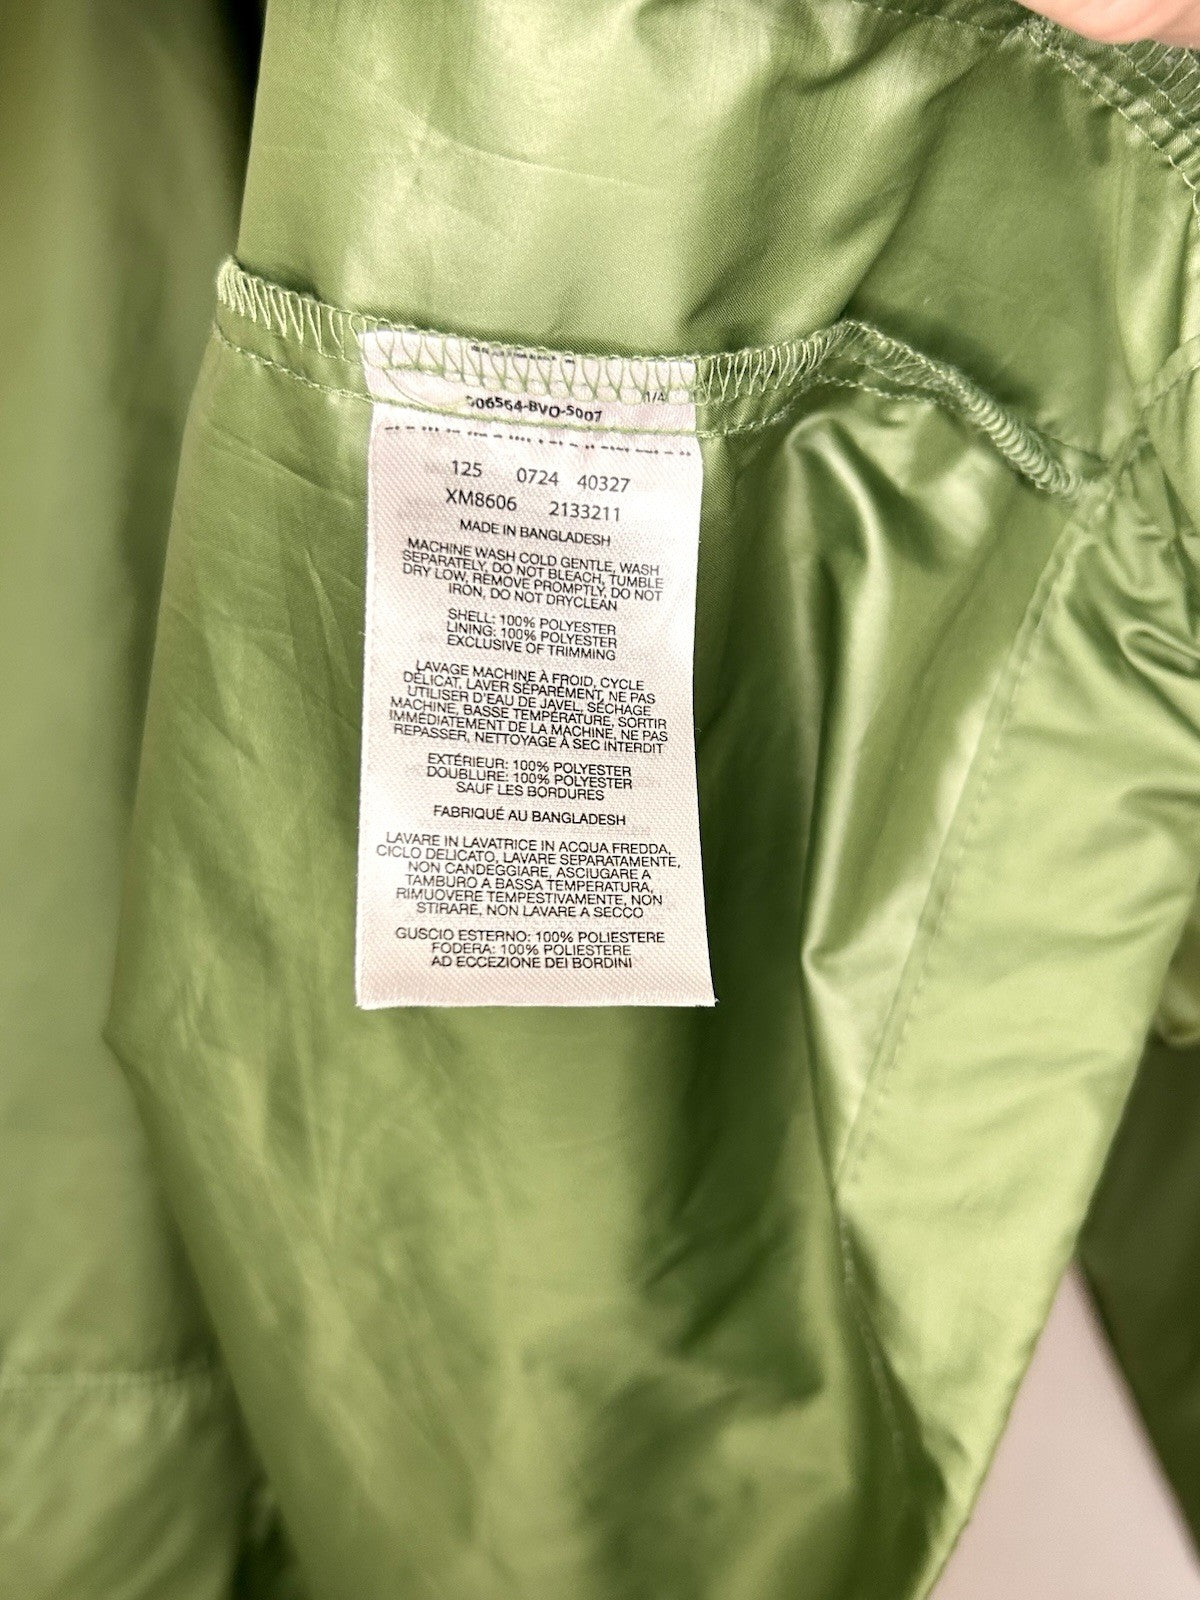 1/4
06564-BVO-5007
125 0724 40327
XM8606 2133211
MADE IN BANGLADESH
MACHINE WASH COLD GENTLE, WASH
SEPARATELY, DO NOT BLEACH, TUMBLE
DRY LOW, REMOVE PROMPTLY, DO NOT
IRON, DO NOT DRYCLEAN
SHELL: 100% POLYESTER
LINING: 100% POLYESTER
EXCLUSIVE OF TRIMMING
LAVAGE MACHINE À FROID, CYCLE
DÉLICAT, LAVER SÉPARÉMENT, NE PAS
UTILISER D'EAU DE JAVEL, SÉCHAGE
MACHINE, BASSE TEMPÉRATURE, SORTIR
IMMÉDIATEMENT DE LA MACHINE, NE PAS
REPASSER, NETTOYAGE À SEC INTERDIT
EXTÉRIEUR: 100% POLYESTER
DOUBLURE: 100% POLYESTER
SAUF LES BORDURES
FABRIQUÉ AU BANGLADESH
LAVARE IN LAVATRICE IN ACQUA FREDDA,
CICLO DELICATO, LAVARE SEPARATAMENTE,
NON CANDEGGIARE, ASCIUGARE A
TAMBURO A BASSA TEMPERATURA,
RIMUOVERE TEMPESTIVAMENTE, NON
STIRARE, NON LAVARE A SECCO
GUSCIO ESTERNO: 100% POLIESTERE
FODERA: 100% POLIESTERE
AD ECCEZIONE DEI BORDINI